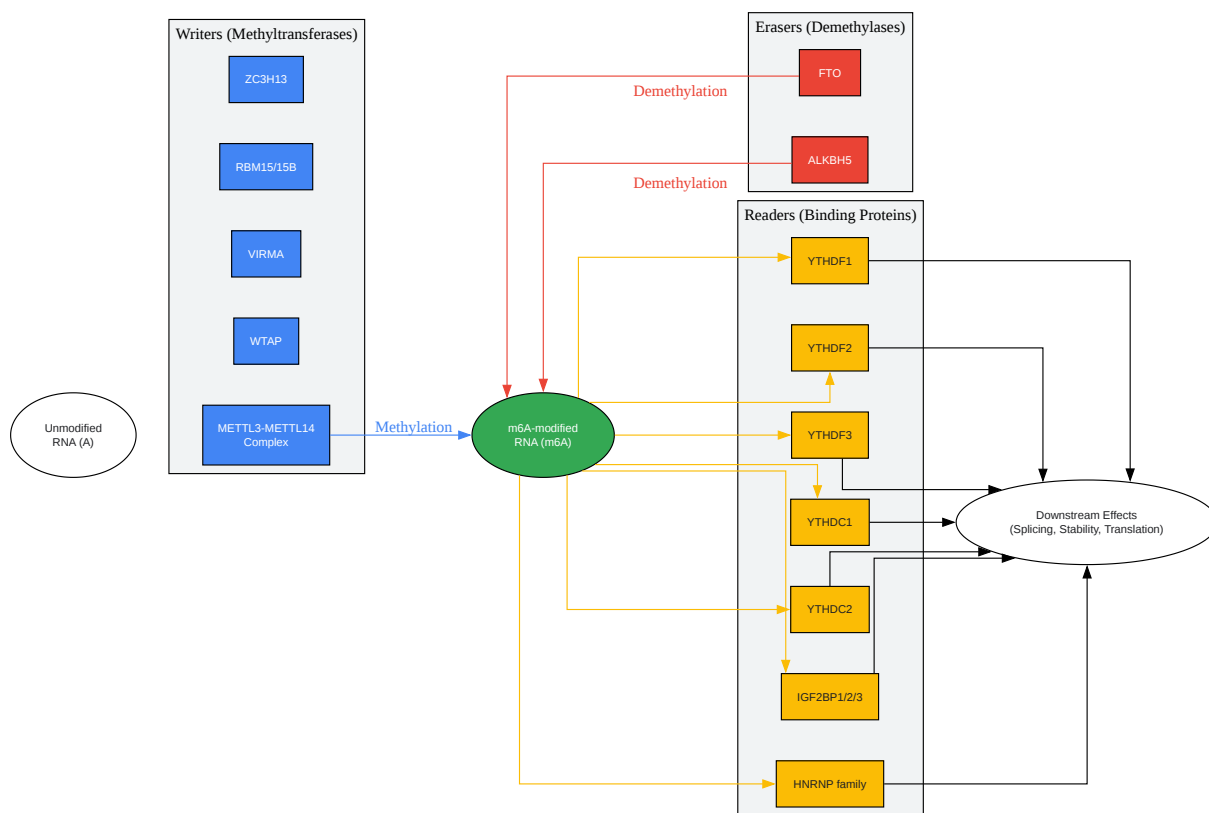 Writers (Methyltransferases)
ZC3H13
RBM15/15B
VIRMA
WTAP
METTL3-METTL14
Complex
Unmodified
RNA (A)
Methylation
m6A-modified
RNA (m6A)
Erasers (Demethylases)
FTO
Demethylation
ALKBH5
Demethylation
Readers (Binding Proteins)
YTHDF1
YTHDF2
YTHDF3
YTHDC1
YTHDC2
IGF2BP1/2/3
HNRNP family
Downstream Effects
(Splicing, Stability, Translation)